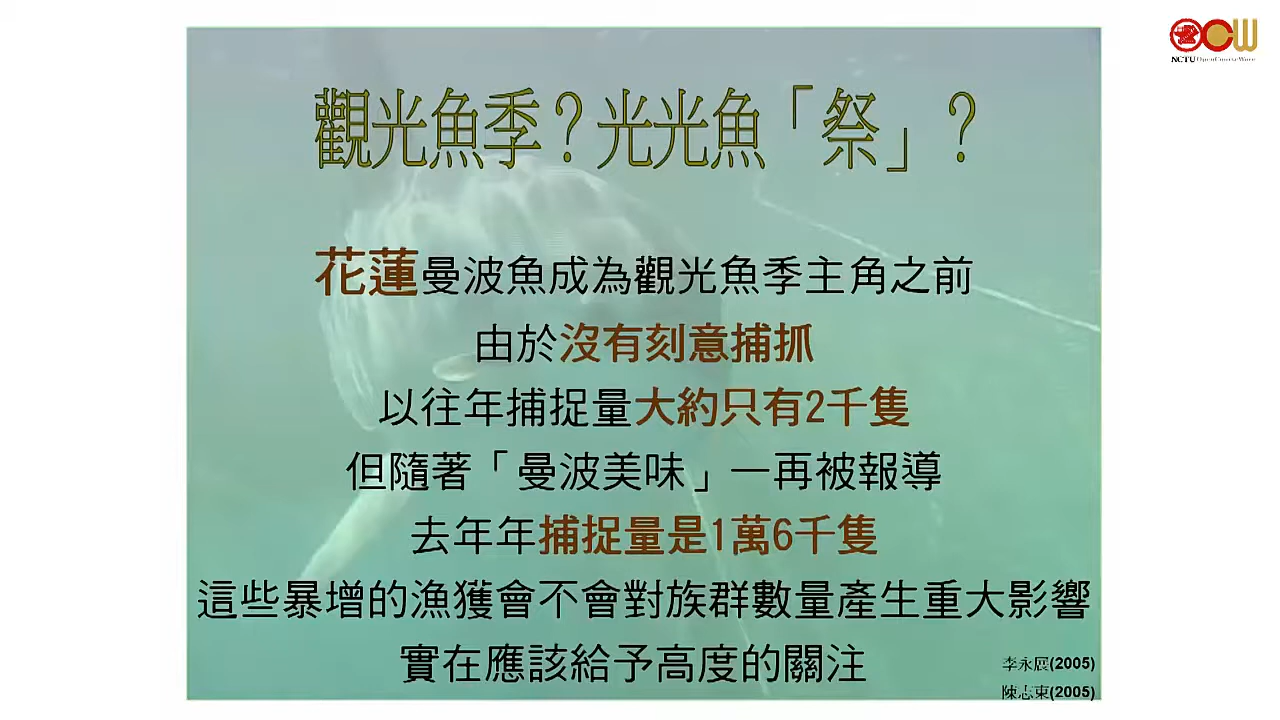 NCTU OpenCourseWare
觀光魚季？光光魚「祭」？
花蓮曼波魚成為觀光魚季主角之前
由於沒有刻意捕抓
以往年捕捉量大約只有2千隻
但隨著「曼波美味」一再被報導
去年年捕捉量是1萬6千隻
這些暴增的漁獲會不會對族群數量產生重大影響
實在應該給予高度的關注
李永展(2005)
陳志東(2005)